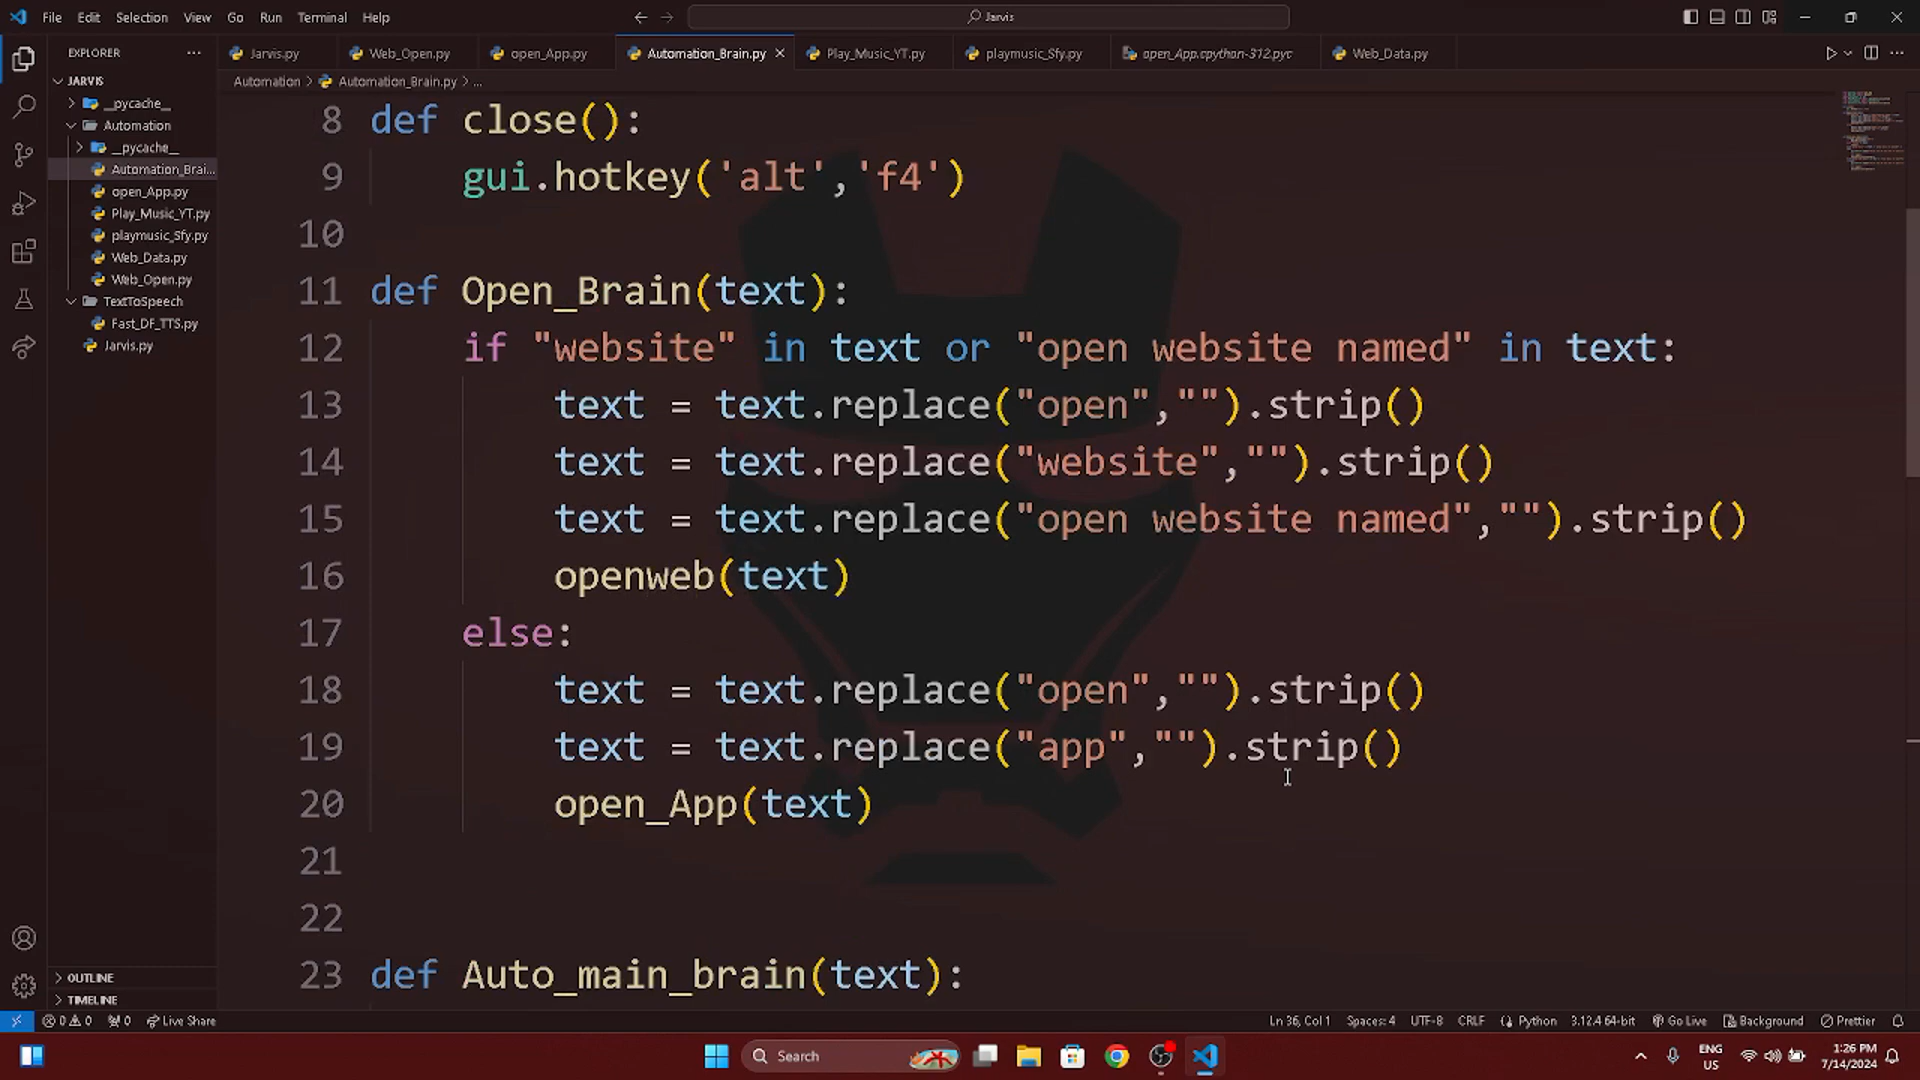 File Edit Selection View Go Run Terminal Help
Jarvis
EXPLORER
Jarvis.py
Web_Open.py
open_App.py
Automation_Brain.py
Play_Music_YT.py
playmusic_Sfy.py
open_App.cpython-312.pyc
Web_Data.py
JARVIS
Automation > Automation_Brain.py > ...
__pycache__
Automation
__pycache__
Automation_Brai...
open_App.py
Play_Music_YT.py
playmusic_Sfy.py
Web_Data.py
Web_Open.py
TextToSpeech
Fast_DF_TTS.py
Jarvis.py
OUTLINE
TIMELINE
8 def close():
9 gui.hotkey('alt','f4')
10
11 def Open_Brain(text):
12 if "website" in text or "open website named" in text:
13 text = text.replace("open","").strip()
14 text = text.replace("website","").strip()
15 text = text.replace("open website named","").strip()
16 openweb(text)
17 else:
18 text = text.replace("open","").strip()
19 text = text.replace("app","").strip()
20 open_App(text)
21
22
23 def Auto_main_brain(text):
0 0 0 Live Share
Ln 36, Col 1 Spaces: 4 UTF-8 CRLF Python 3.12.4 64-bit Go Live Background Prettier
Search
ENG
US
1:26 PM
7/14/2024